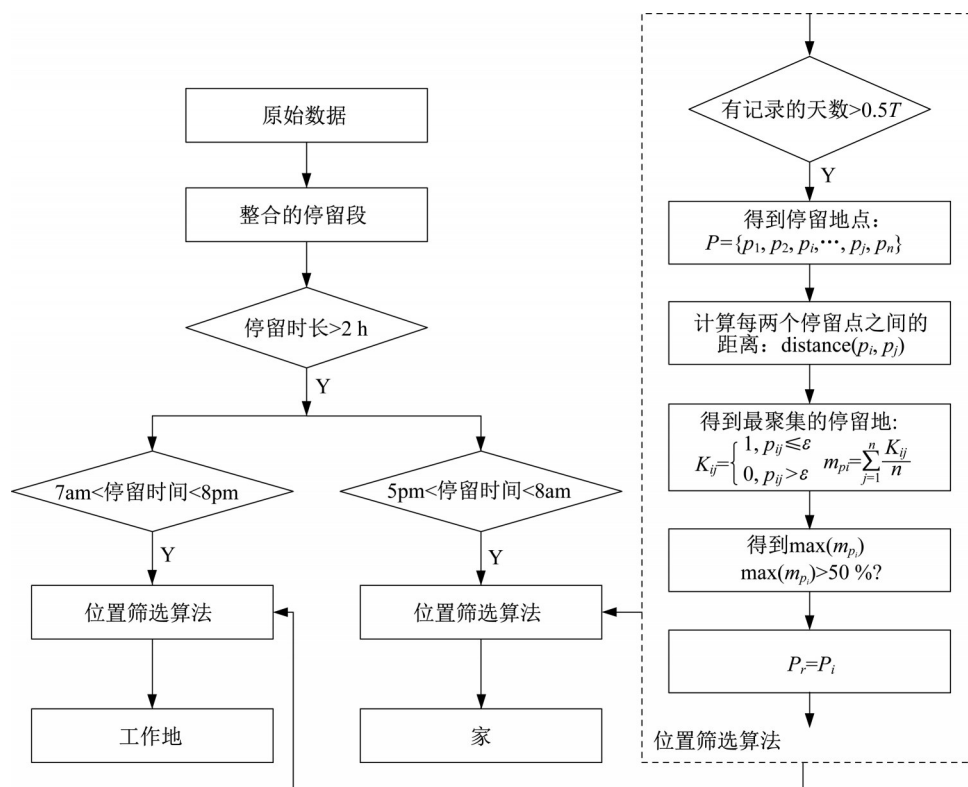 原始数据
整合的停留段
停留时长>2 h
Y
7am<停留时间<8pm
5pm<停留时间<8am
Y
Y
位置筛选算法
位置筛选算法
工作地
家
有记录的天数>0.5T
Y
得到停留地点：
P={p₁, p₂, pᵢ,…, pⱼ, pₙ}
计算每两个停留点之间的
距离：distance(pᵢ, pⱼ)
得到最聚集的停留地:
Kᵢⱼ={1, pᵢⱼ≤ε 0, pᵢⱼ>ε mₚᵢ=∑ⱼ₌₁ⁿ Kᵢⱼ/n
得到max(mₚᵢ)
max(mₚᵢ)>50 %?
Pᵣ=Pᵢ
位置筛选算法